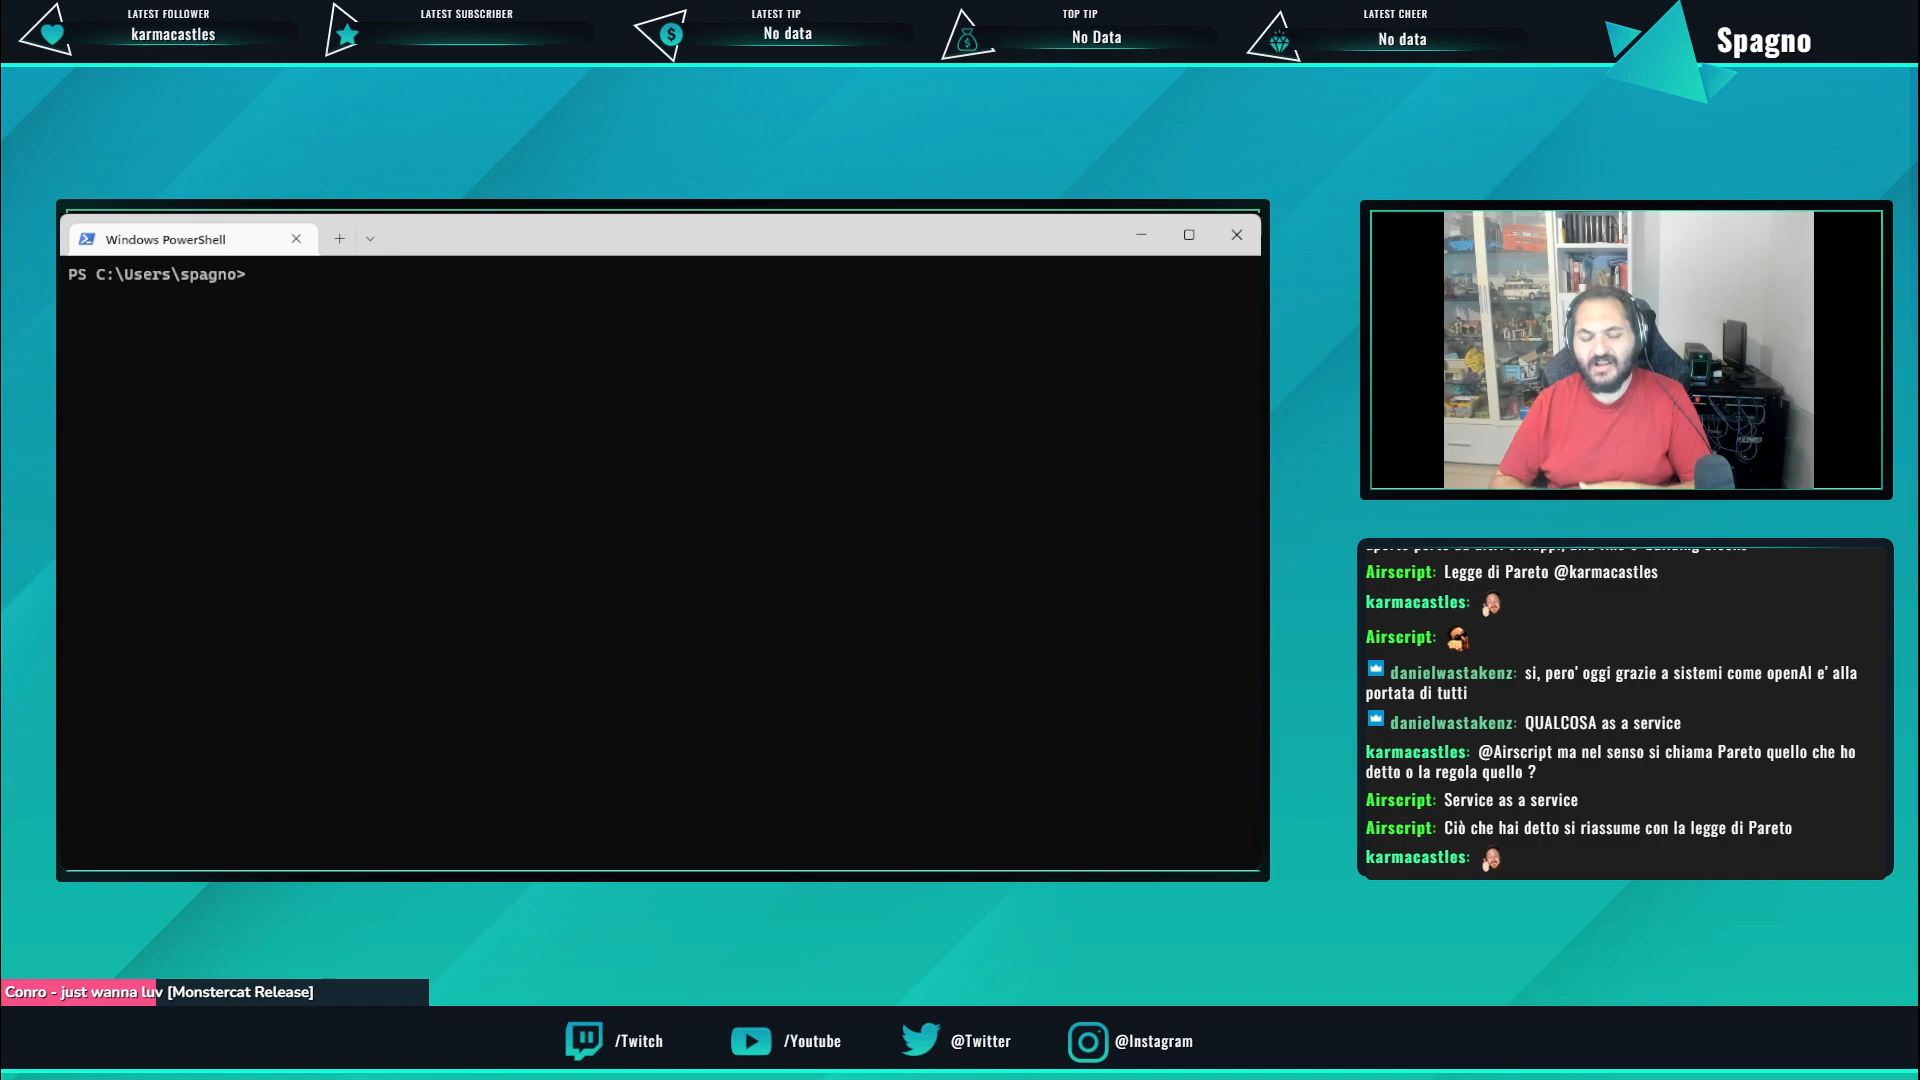 LATEST FOLLOWER
karmacastles
LATEST SUBSCRIBER
LATEST TIP
No data
TOP TIP
No Data
LATEST CHEER
No data
Spagno
Windows PowerShell
PS C:\Users\spagno>
Airscript: Legge di Pareto @karmacastles
karmacastles:
Airscript:
danielwastakenz: si, pero' oggi grazie a sistemi come openAI e' alla
portata di tutti
danielwastakenz: QUALCOSA as a service
karmacastles: @Airscript ma nel senso si chiama Pareto quello che ho
detto o la regola quello ?
Airscript: Service as a service
Airscript: Ciò che hai detto si riassume con la legge di Pareto
karmacastles:
Conro - just wanna luv [Monstercat Release]
/Twitch
/Youtube
@Twitter
@Instagram